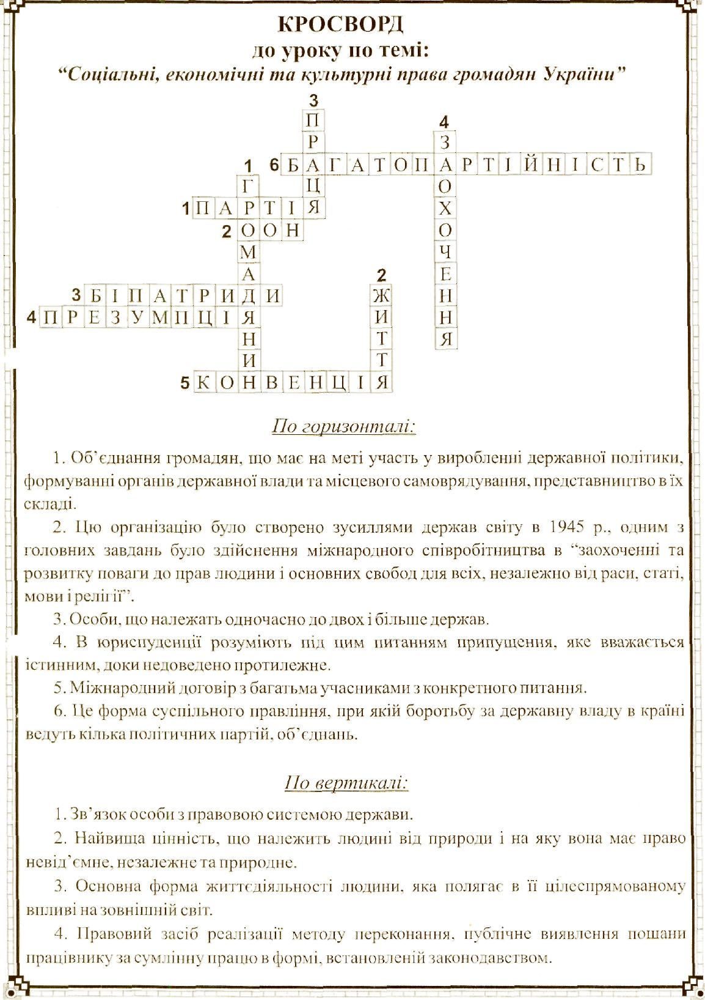 КРОСВОРД
до уроку по темі:
“Соціальні, економічні та культурні права громадян України”
3
П
4
Р
З
1 6 Б А Г А Т О П А Р Т І Й Н І С Т Ь
Г
Ц
О
1 П А Р Т І Я
Х
2 О О Н
О
М
Ч
А
2
Е
3 Б І П А Т Р И Д И
Ж
Н
4 П Р Е З У М П Ц І Я
И
Н
Н
Т
Я
И
Т
5 К О Н В Е Н Ц І Я
По горизонталі:
1. Об’єднання громадян, що має на меті участь у виробленні державної політики,
формуванні органів державної влади та місцевого самоврядування, представництво в їх
складі.
2. Цю організацію було створено зусиллями держав світу в 1945 р., одним з
головних завдань було здійснення міжнародного співробітництва в “заохоченні та
розвитку поваги до прав людини і основних свобод для всіх, незалежно від раси, статі,
мови і релігії”.
3. Особи, що належать одночасно до двох і більше держав.
4. В юриспуденції розуміють під цим питанням припущення, яке вважається
істинним, доки недоведено протилежне.
5. Міжнародний договір з багатьма учасниками з конкретного питання.
6. Це форма суспільного правління, при якій боротьбу за державну владу в країні
ведуть кілька політичних партій, об’єднань.
По вертикалі:
1. Зв’язок особи з правовою системою держави.
2. Найвища цінність, що належить людині від природи і на яку вона має право
невід’ємне, незалежне та природне.
3. Основна форма життєдіяльності людини, яка полягає в її цілеспрямованому
впливі на зовнішній світ.
4. Правовий засіб реалізації методу переконання, публічне виявлення пошани
працівнику за сумлінну працю в формі, встановленій законодавством.